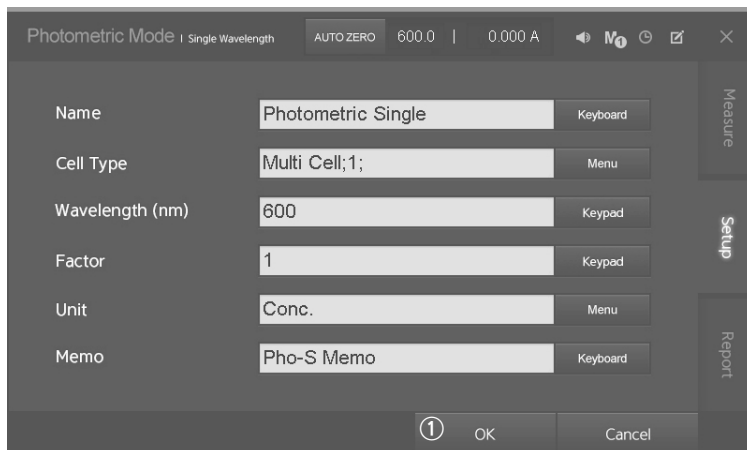 Photometric Mode | Single Wavelength AUTO ZERO 600.0 | 0.000 A M1
Name Photometric Single Keyboard
Cell Type Multi Cell;1; Menu
Wavelength (nm) 600 Keypad
Factor 1 Keypad
Unit Conc. Menu
Memo Pho-S Memo Keyboard
① OK Cancel
Measure
Setup
Report